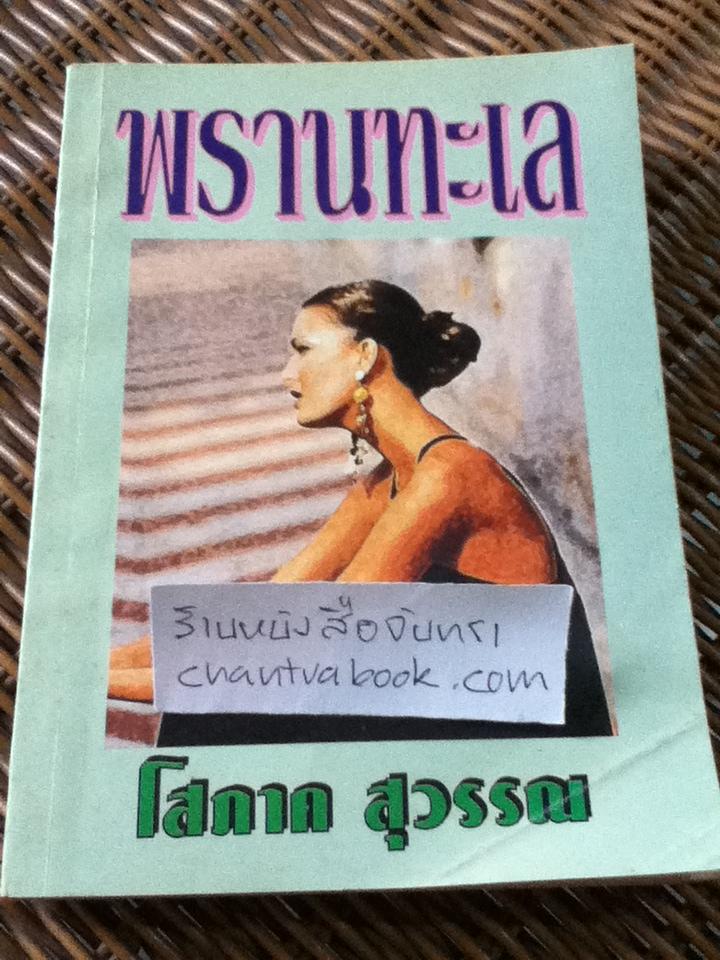 พรานทะเล
ร้านหนังสือจันทรา
chantrabook.com
โสภาค สุวรรณ